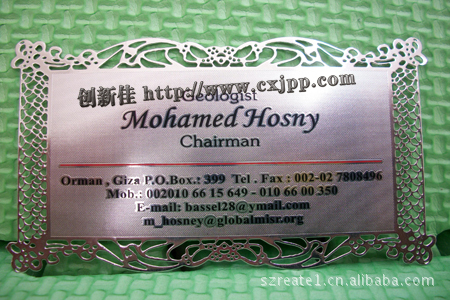 创新佳 http://www.cxjpp.com
Geologist
Mohamed Hosny
Chairman
Orman , Giza P.O.Box.: 399 Tel . Fax : 002-02 7808496
Mob.: 002010 66 15 649 - 010 66 00 350
E-mail: bassel28@ymail.com
m_hosney@globalmisr.org
szreate1.cn.alibaba.com